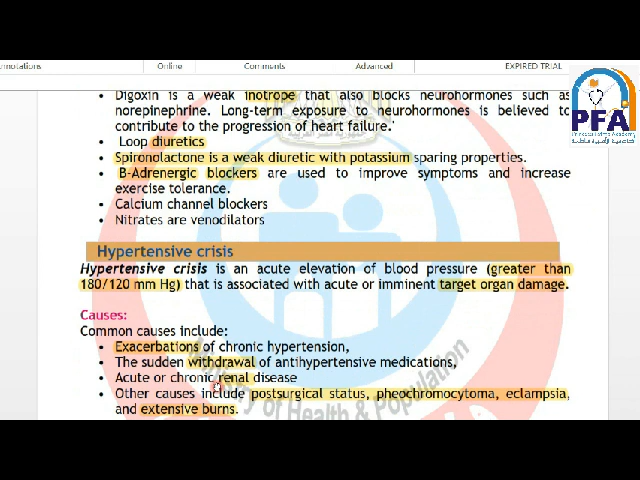 nnotations Online Comments Advanced EXPIRED TRIAL
PFA
• Digoxin is a weak inotrope that also blocks neurohormones such as
norepinephrine. Long-term exposure to neurohormones is believed to
contribute to the progression of heart failure.
• Loop diuretics
• Spironolactone is a weak diuretic with potassium sparing properties.
• B-Adrenergic blockers are used to improve symptoms and increase
exercise tolerance.
• Calcium channel blockers
• Nitrates are venodilators
Hypertensive crisis
Hypertensive crisis is an acute elevation of blood pressure (greater than
180/120 mm Hg) that is associated with acute or imminent target organ damage.
Causes:
Common causes include:
• Exacerbations of chronic hypertension,
• The sudden withdrawal of antihypertensive medications,
• Acute or chronic renal disease
• Other causes include postsurgical status, pheochromocytoma, eclampsia,
and extensive burns.
Ministry of Health & Population